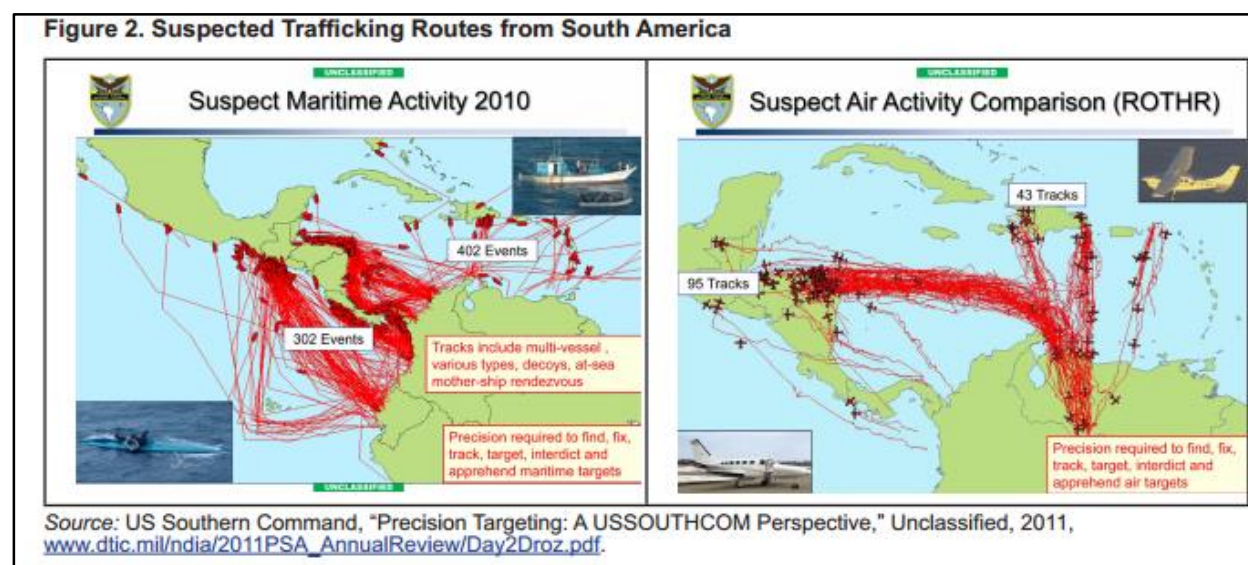 Figure 2. Suspected Trafficking Routes from South America
UNCLASSIFIED
Suspect Maritime Activity 2010
402 Events
302 Events
Tracks include multi-vessel ,
various types, decoys, at-sea
mother-ship rendezvous
Precision required to find, fix,
track, target, interdict and
apprehend maritime targets
UNCLASSIFIED
UNCLASSIFIED
Suspect Air Activity Comparison (ROTHR)
43 Tracks
95 Tracks
Precision required to find, fix,
track, target, interdict and
apprehend air targets
Source: US Southern Command, “Precision Targeting: A USSOUTHCOM Perspective,” Unclassified, 2011,
www.dtic.mil/ndia/2011PSA_AnnualReview/Day2Droz.pdf.